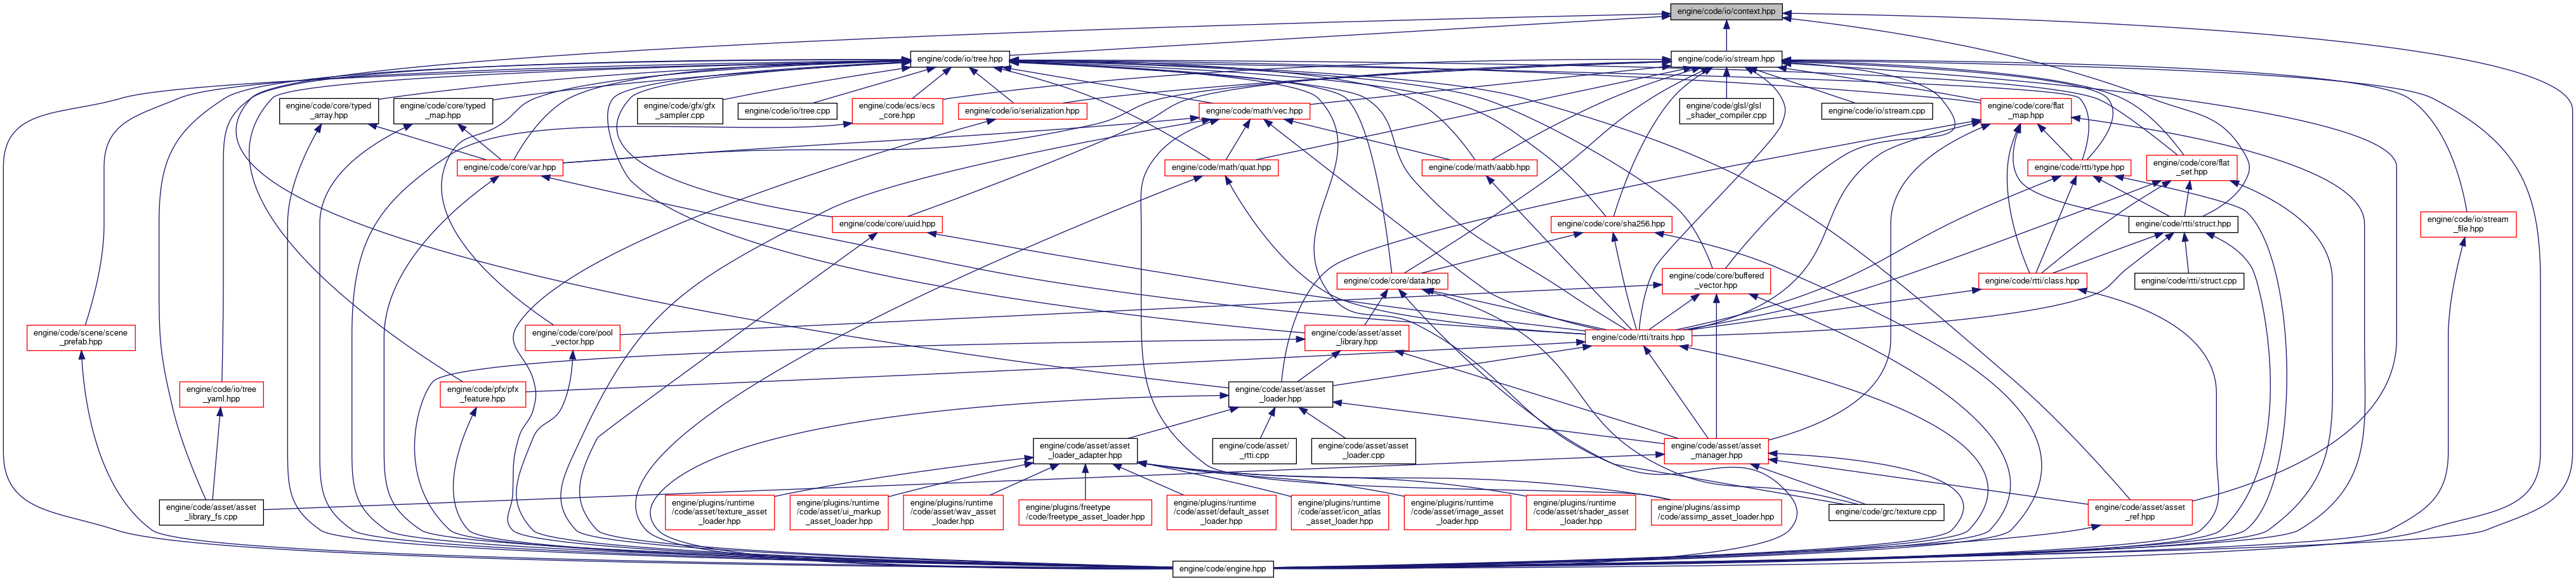 engine/code/io/context.hpp
engine/code/io/tree.hpp
engine/code/io/stream.hpp
engine/code/core/typed
_array.hpp
engine/code/core/typed
_map.hpp
engine/code/gfx/gfx
_sampler.cpp
engine/code/io/tree.cpp
engine/code/ecs/ecs
_core.hpp
engine/code/io/serialization.hpp
engine/code/math/vec.hpp
engine/code/glsl/glsl
_shader_compiler.cpp
engine/code/io/stream.cpp
engine/code/core/flat
_map.hpp
engine/code/core/var.hpp
engine/code/math/quat.hpp
engine/code/math/aabb.hpp
engine/code/rtti/type.hpp
engine/code/core/flat
_set.hpp
engine/code/core/uuid.hpp
engine/code/core/sha256.hpp
engine/code/rtti/struct.hpp
engine/code/io/stream
_file.hpp
engine/code/core/data.hpp
engine/code/core/buffered
_vector.hpp
engine/code/rtti/class.hpp
engine/code/rtti/struct.cpp
engine/code/scene/scene
_prefab.hpp
engine/code/core/pool
_vector.hpp
engine/code/asset/asset
_library.hpp
engine/code/rtti/traits.hpp
engine/code/io/tree
_yaml.hpp
engine/code/pfx/pfx
_feature.hpp
engine/code/asset/asset
_loader.hpp
engine/code/asset/asset
_loader_adapter.hpp
engine/code/asset/
_rtti.cpp
engine/code/asset/asset
_loader.cpp
engine/code/asset/asset
_manager.hpp
engine/code/asset/asset
_library_fs.cpp
engine/plugins/runtime
/code/asset/texture_asset
_loader.hpp
engine/plugins/runtime
/code/asset/ui_markup
_asset_loader.hpp
engine/plugins/runtime
/code/asset/wav_asset
_loader.hpp
engine/plugins/freetype
/code/freetype_asset_loader.hpp
engine/plugins/runtime
/code/asset/default_asset
_loader.hpp
engine/plugins/runtime
/code/asset/icon_atlas
_asset_loader.hpp
engine/plugins/runtime
/code/asset/image_asset
_loader.hpp
engine/plugins/runtime
/code/asset/shader_asset
_loader.hpp
engine/plugins/assimp
/code/assimp_asset_loader.hpp
engine/code/grc/texture.cpp
engine/code/asset/asset
_ref.hpp
engine/code/engine.hpp